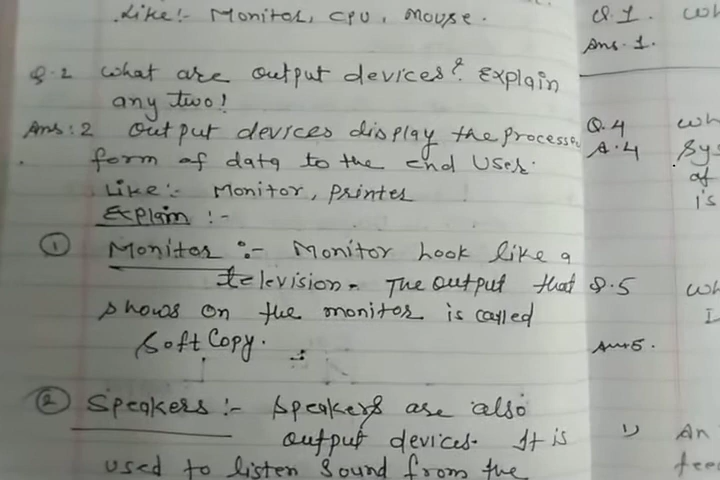 Like:- Monitor, CPU, Mouse.
Q.2 What are output devices? Explain
any two!
Ans:2 Output devices display the processed
form of data to the end User.
Like:- Monitor, Printer
Explain :-
① Monitor :- Monitor look like a
television. The output that
shows on the monitor is called
Soft Copy.
② Speakers :- Speakers are also
output devices. It is
used to listen sound from the
Q.1.
Ans.1.
Q.4
A.4 Sys
of
is
Q.5
I
Ans5.
1) An